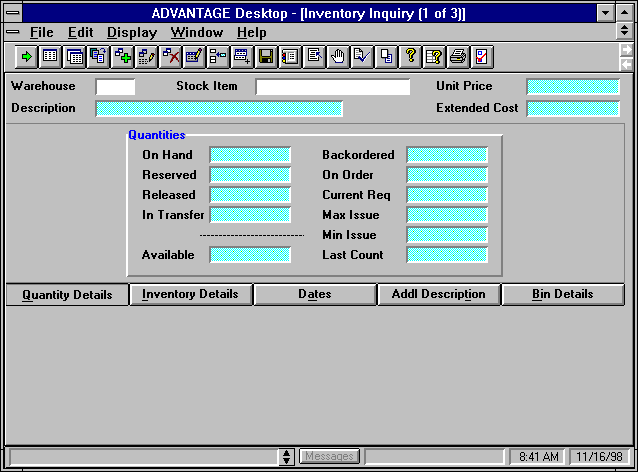 ADVANTAGE Desktop - [Inventory Inquiry (1 of 3)]
File Edit Display Window Help
Warehouse Stock Item Unit Price
Description Extended Cost
Quantities
On Hand Backordered
Reserved On Order
Released Current Req
In Transfer Max Issue
Min Issue
Available Last Count
Quantity Details Inventory Details Dates Addl Description Bin Details
Messages 8:41 AM 11/16/98